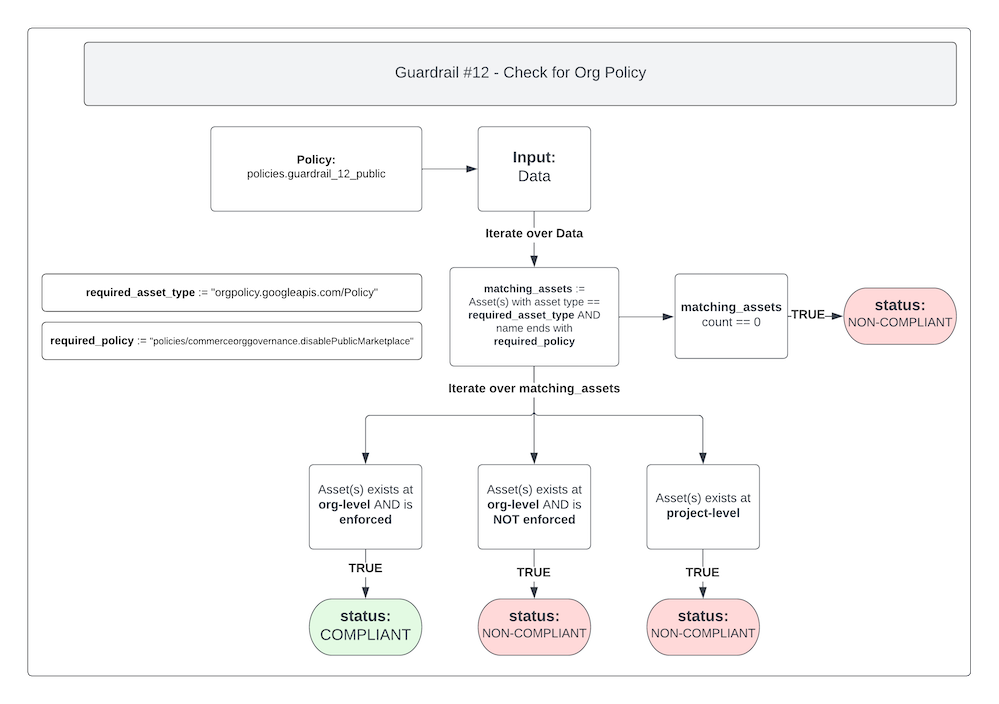 Guardrail #12 - Check for Org Policy
Policy:
policies.guardrail_12_public
Input:
Data
Iterate over Data
required_asset_type := "orgpolicy.googleapis.com/Policy"
required_policy := "policies/commerceorggovernance.disablePublicMarketplace"
matching_assets :=
Asset(s) with asset type ==
required_asset_type AND
name ends with
required_policy
matching_assets
count == 0
TRUE
status:
NON-COMPLIANT
Iterate over matching_assets
Asset(s) exists at
org-level AND is
enforced
Asset(s) exists at
org-level AND is
NOT enforced
Asset(s) exists at
project-level
TRUE
TRUE
TRUE
status:
COMPLIANT
status:
NON-COMPLIANT
status:
NON-COMPLIANT